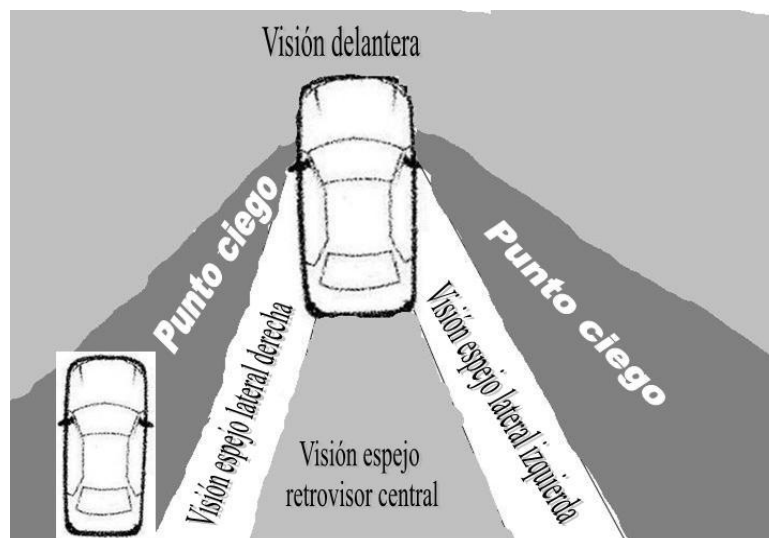 Visión delantera
Punto ciego
Punto ciego
Visión espejo lateral derecha
Visión espejo lateral izquierda
Visión espejo
retrovisor central